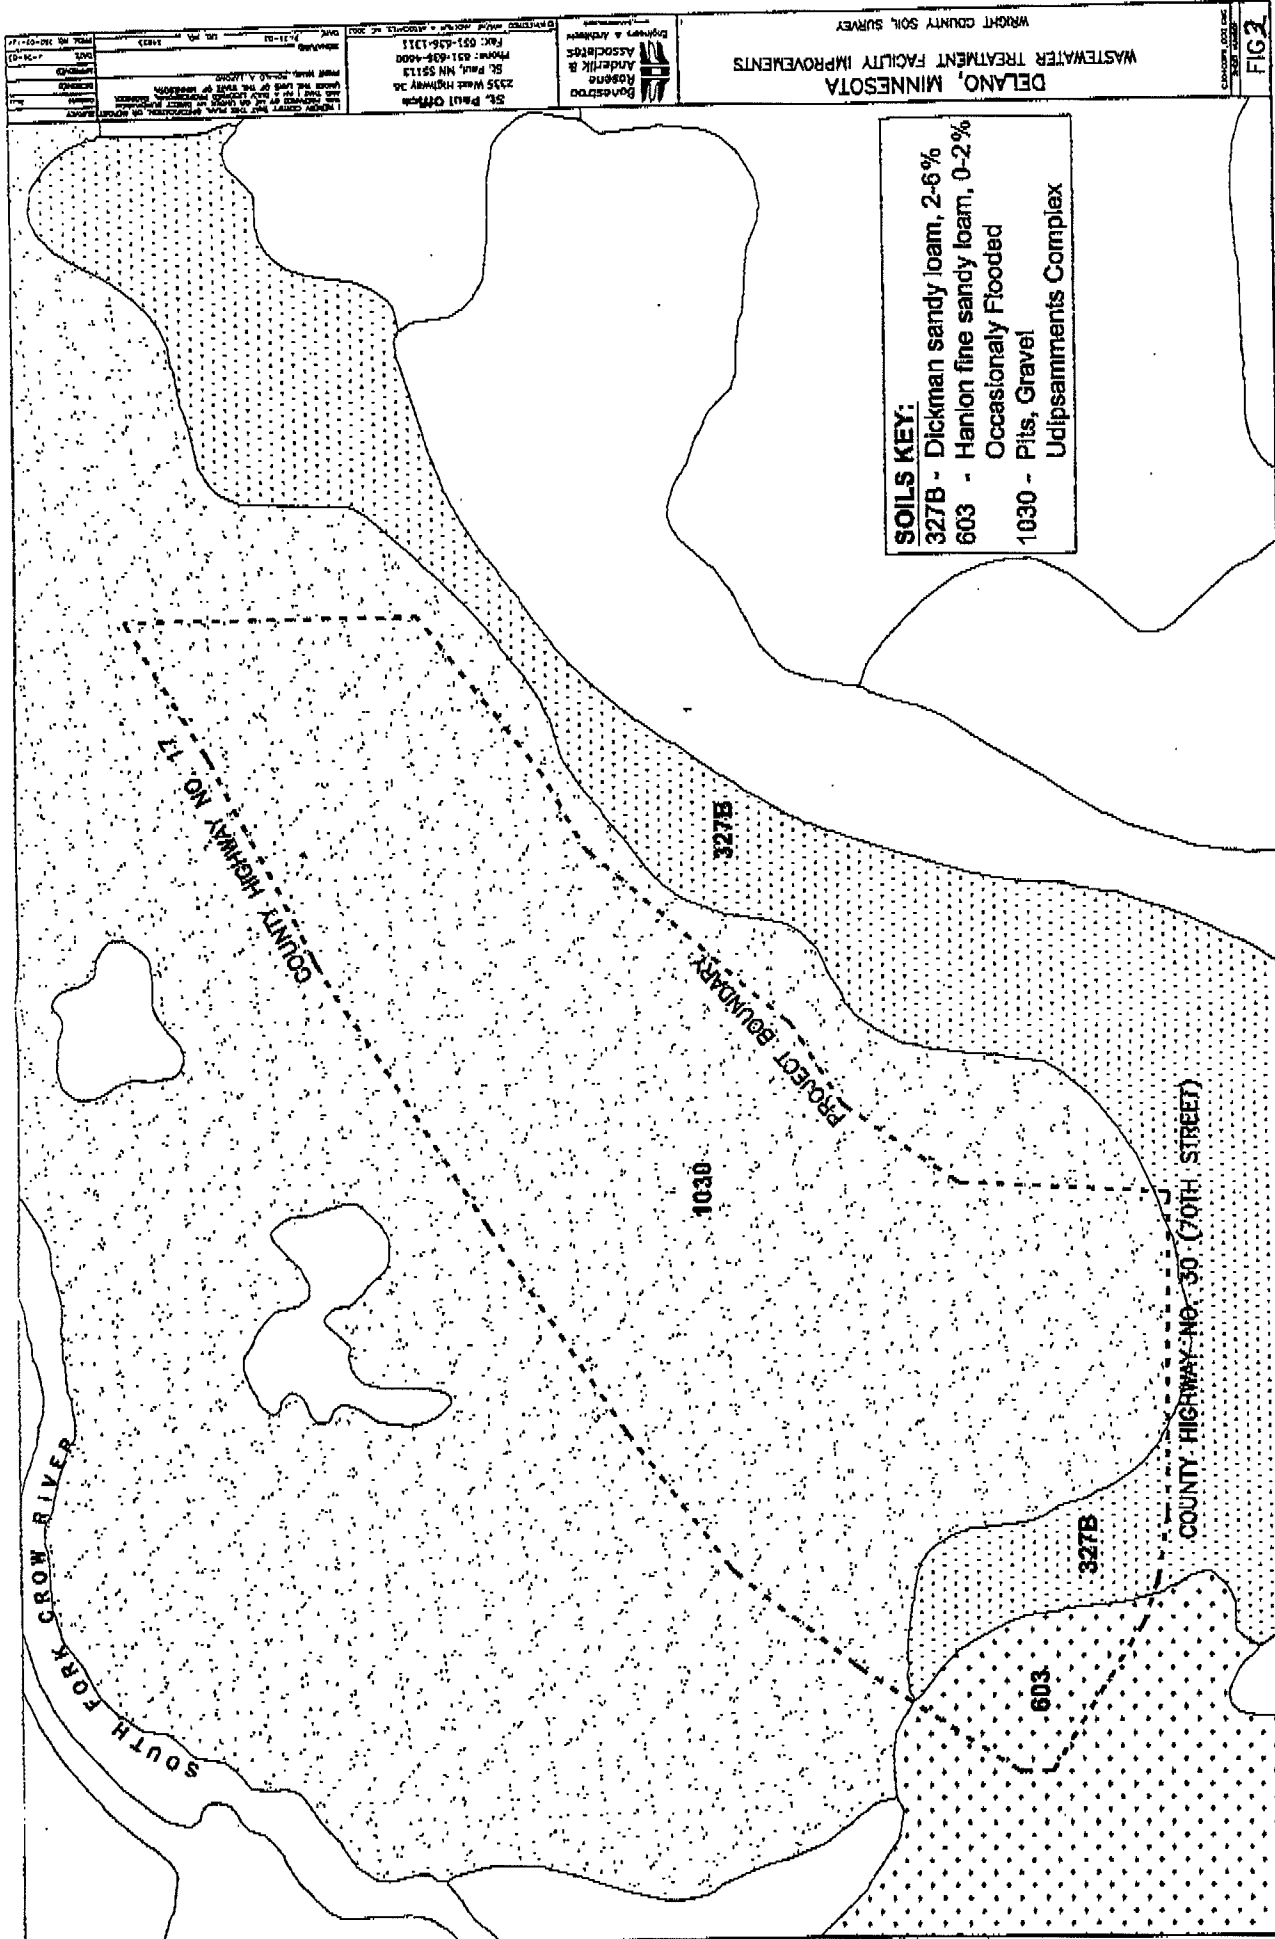 SOUTH FORK CROW RIVER
COUNTY HIGHWAY NO. 17
PROJECT BOUNDARY
1030
327B
327B
603
COUNTY HIGHWAY NO. 30 (70TH STREET)
SOILS KEY:
327B - Dickman sandy loam, 2-6%
603 - Hanlon fine sandy loam, 0-2%
Occasionaly Flooded
1030 - Pits, Gravel
Udipsamments Complex
St. Paul Office
2335 West Highway 36
St. Paul, MN 55113
Phone: 651-636-4600
Fax: 651-636-1311
Bonestroo
Rosene
Anderlik &
Associates
Engineers & Architects
DELANO, MINNESOTA
WASTEWATER TREATMENT FACILITY IMPROVEMENTS
WRIGHT COUNTY SOIL SURVEY
FIG 2